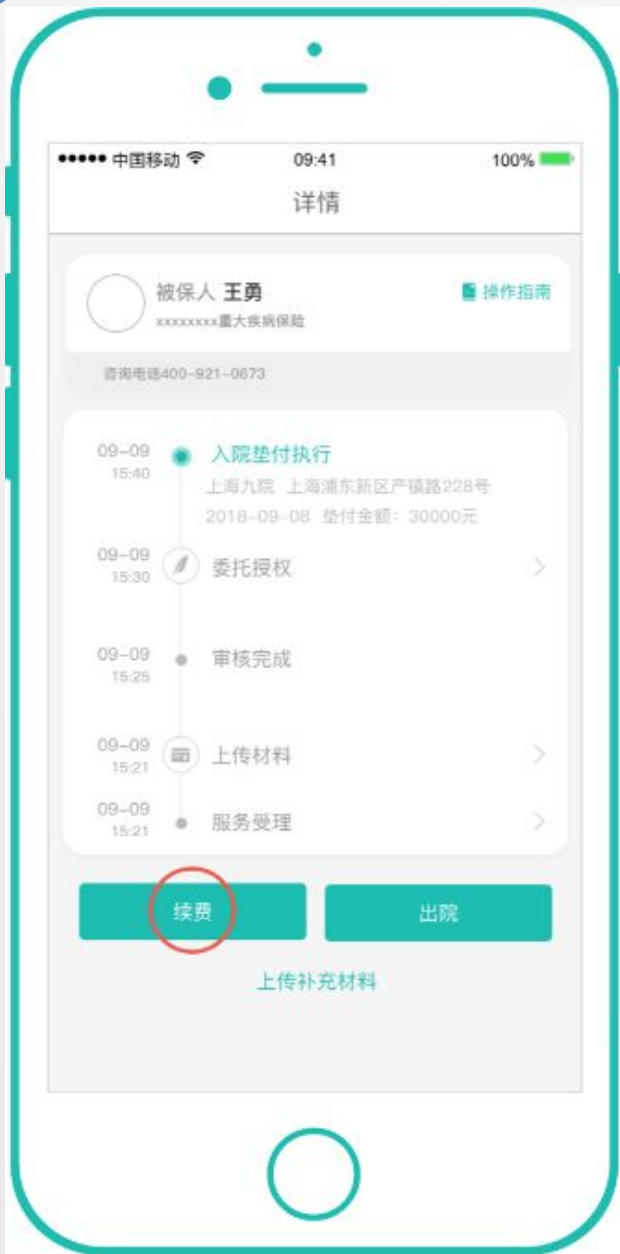 中国移动 09:41 100%
详情
被保人 王勇 操作指南
xxxxxxxx重大疾病保险
咨询电话400-921-0673
09-09 入院垫付执行
15:40 上海九院 上海浦东新区产镇路228号
2018-09-08 垫付金额：30000元
09-09 委托授权
15:30
09-09 审核完成
15:25
09-09 上传材料
15:21
09-09 服务受理
15:21
续费 出院
上传补充材料